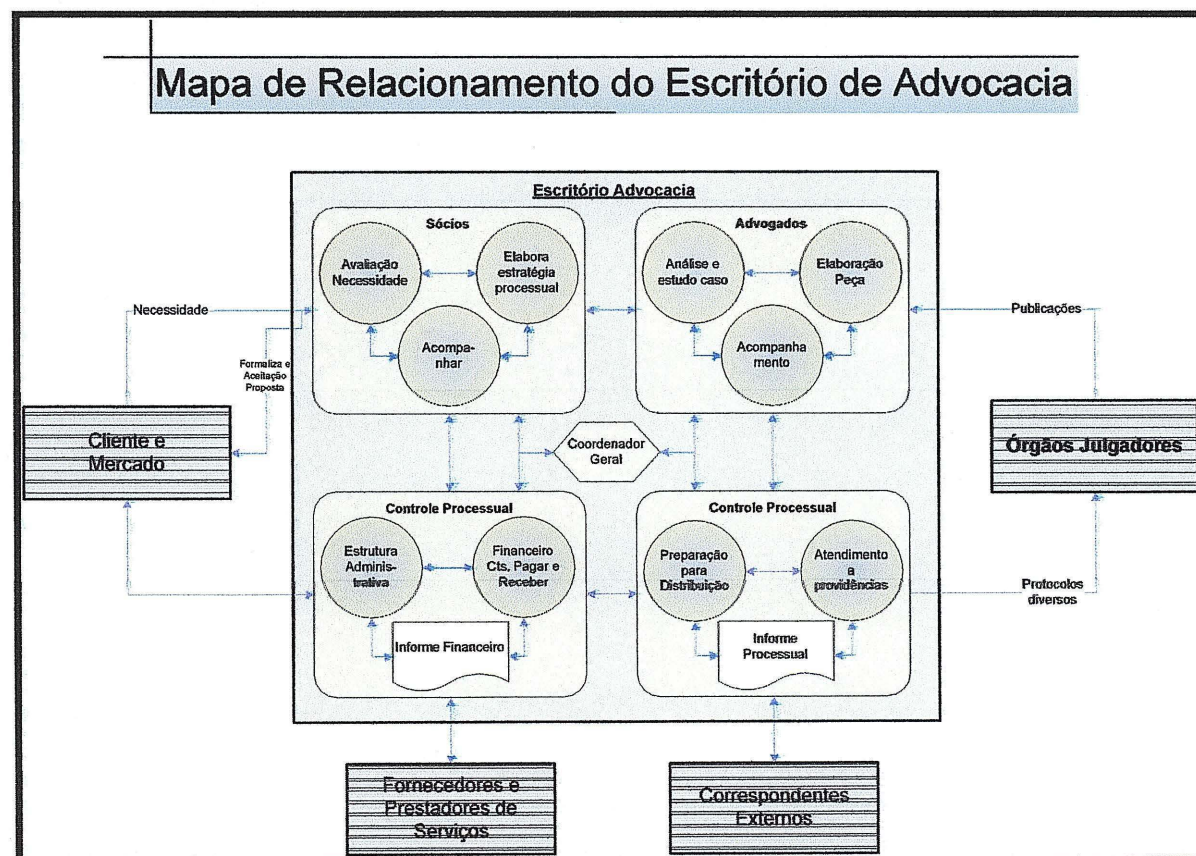 Mapa de Relacionamento do Escritório de Advocacia
Escritório Advocacia
Sócios
Avaliação
Necessidade
Elabora
estratégia
processual
Acompa-
nhar
Advogados
Análise e
estudo caso
Elaboração
Peça
Acompanha
mento
Necessidade
Formaliza e
Aceitação
Proposta
Publicações
Cliente e
Mercado
Coordenador
Geral
Órgãos Julgadores
Controle Processual
Estrutura
Adminis-
trativa
Financeiro
Cts. Pagar e
Receber
Informe Financeiro
Controle Processual
Preparação
para
Distribuição
Atendimento
a
providências
Informe
Processual
Protocolos
diversos
Fornecedores e
Prestadores de
Serviços
Correspondentes
Externos